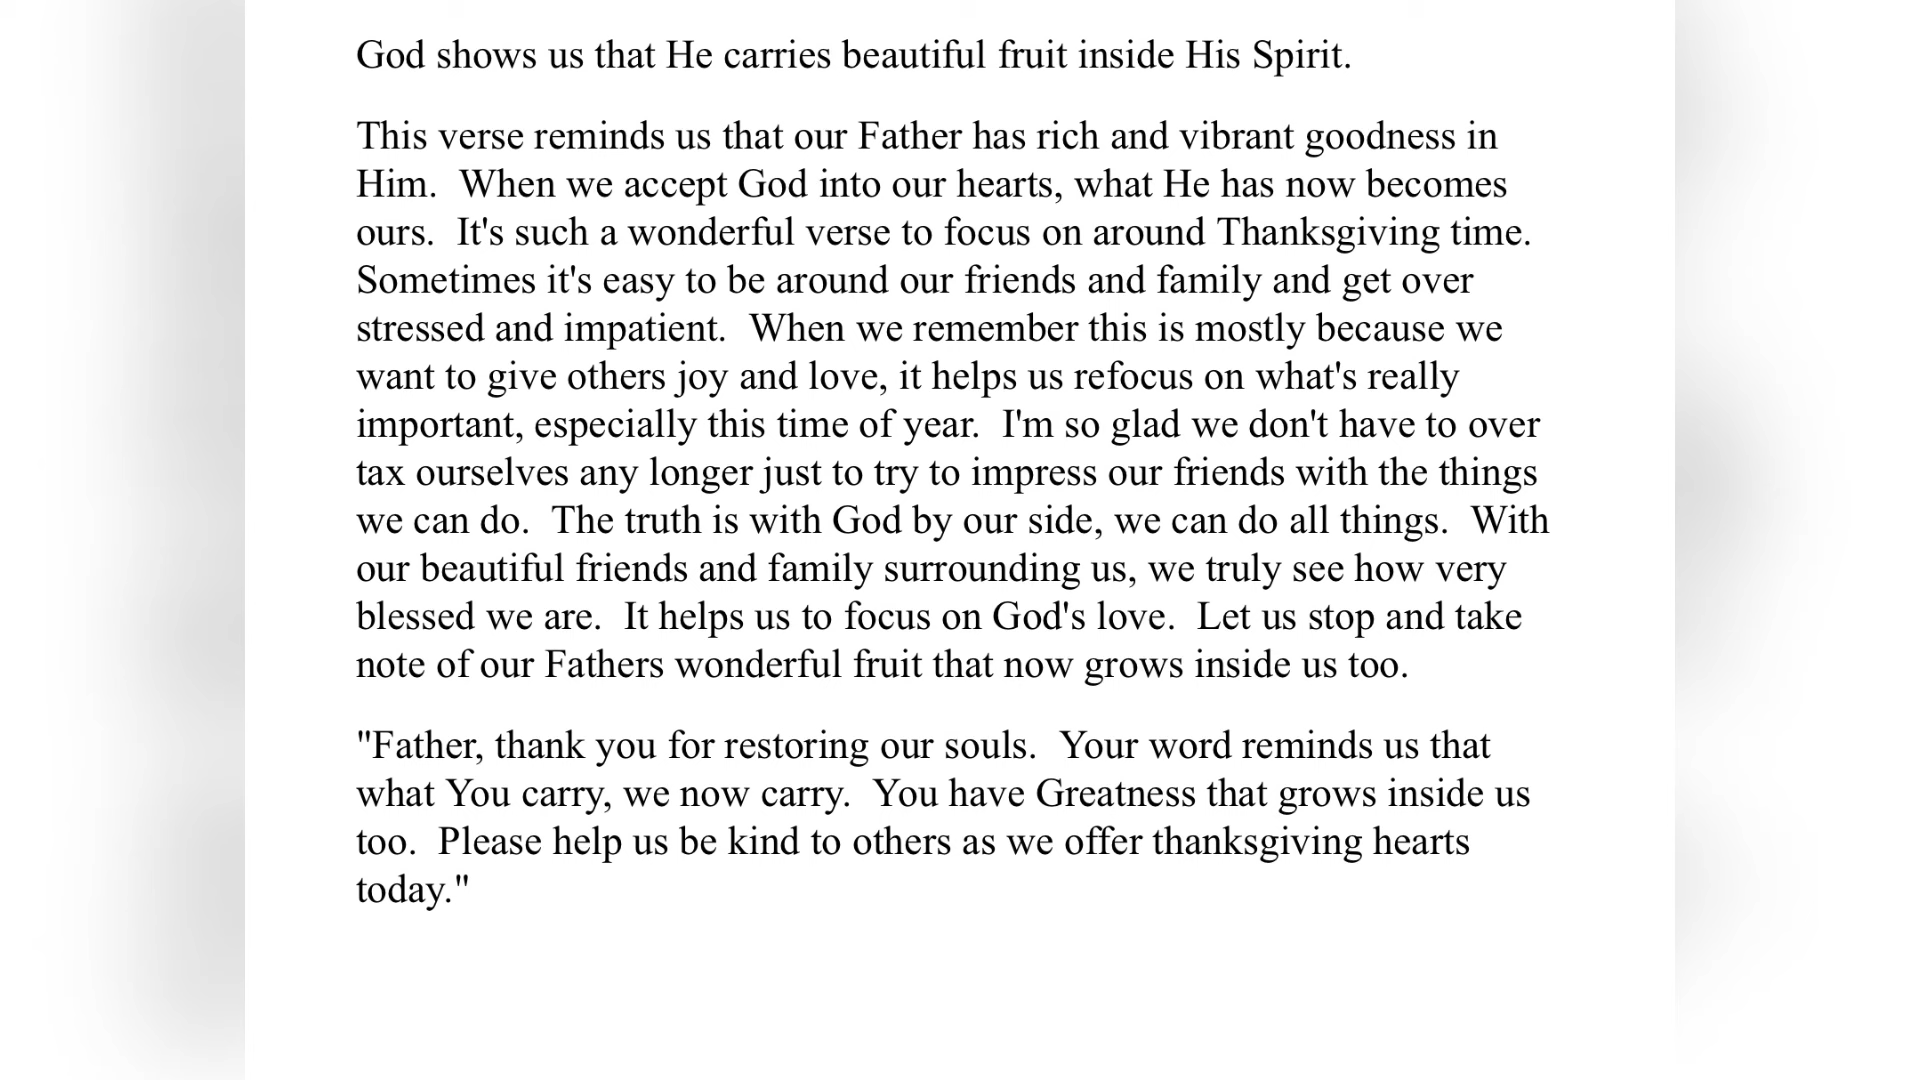 God shows us that He carries beautiful fruit inside His Spirit.
This verse reminds us that our Father has rich and vibrant goodness in
Him.  When we accept God into our hearts, what He has now becomes
ours.  It's such a wonderful verse to focus on around Thanksgiving time.
Sometimes it's easy to be around our friends and family and get over
stressed and impatient.  When we remember this is mostly because we
want to give others joy and love, it helps us refocus on what's really
important, especially this time of year.  I'm so glad we don't have to over
tax ourselves any longer just to try to impress our friends with the things
we can do.  The truth is with God by our side, we can do all things.  With
our beautiful friends and family surrounding us, we truly see how very
blessed we are.  It helps us to focus on God's love.  Let us stop and take
note of our Fathers wonderful fruit that now grows inside us too.
"Father, thank you for restoring our souls.  Your word reminds us that
what You carry, we now carry.  You have Greatness that grows inside us
too.  Please help us be kind to others as we offer thanksgiving hearts
today."